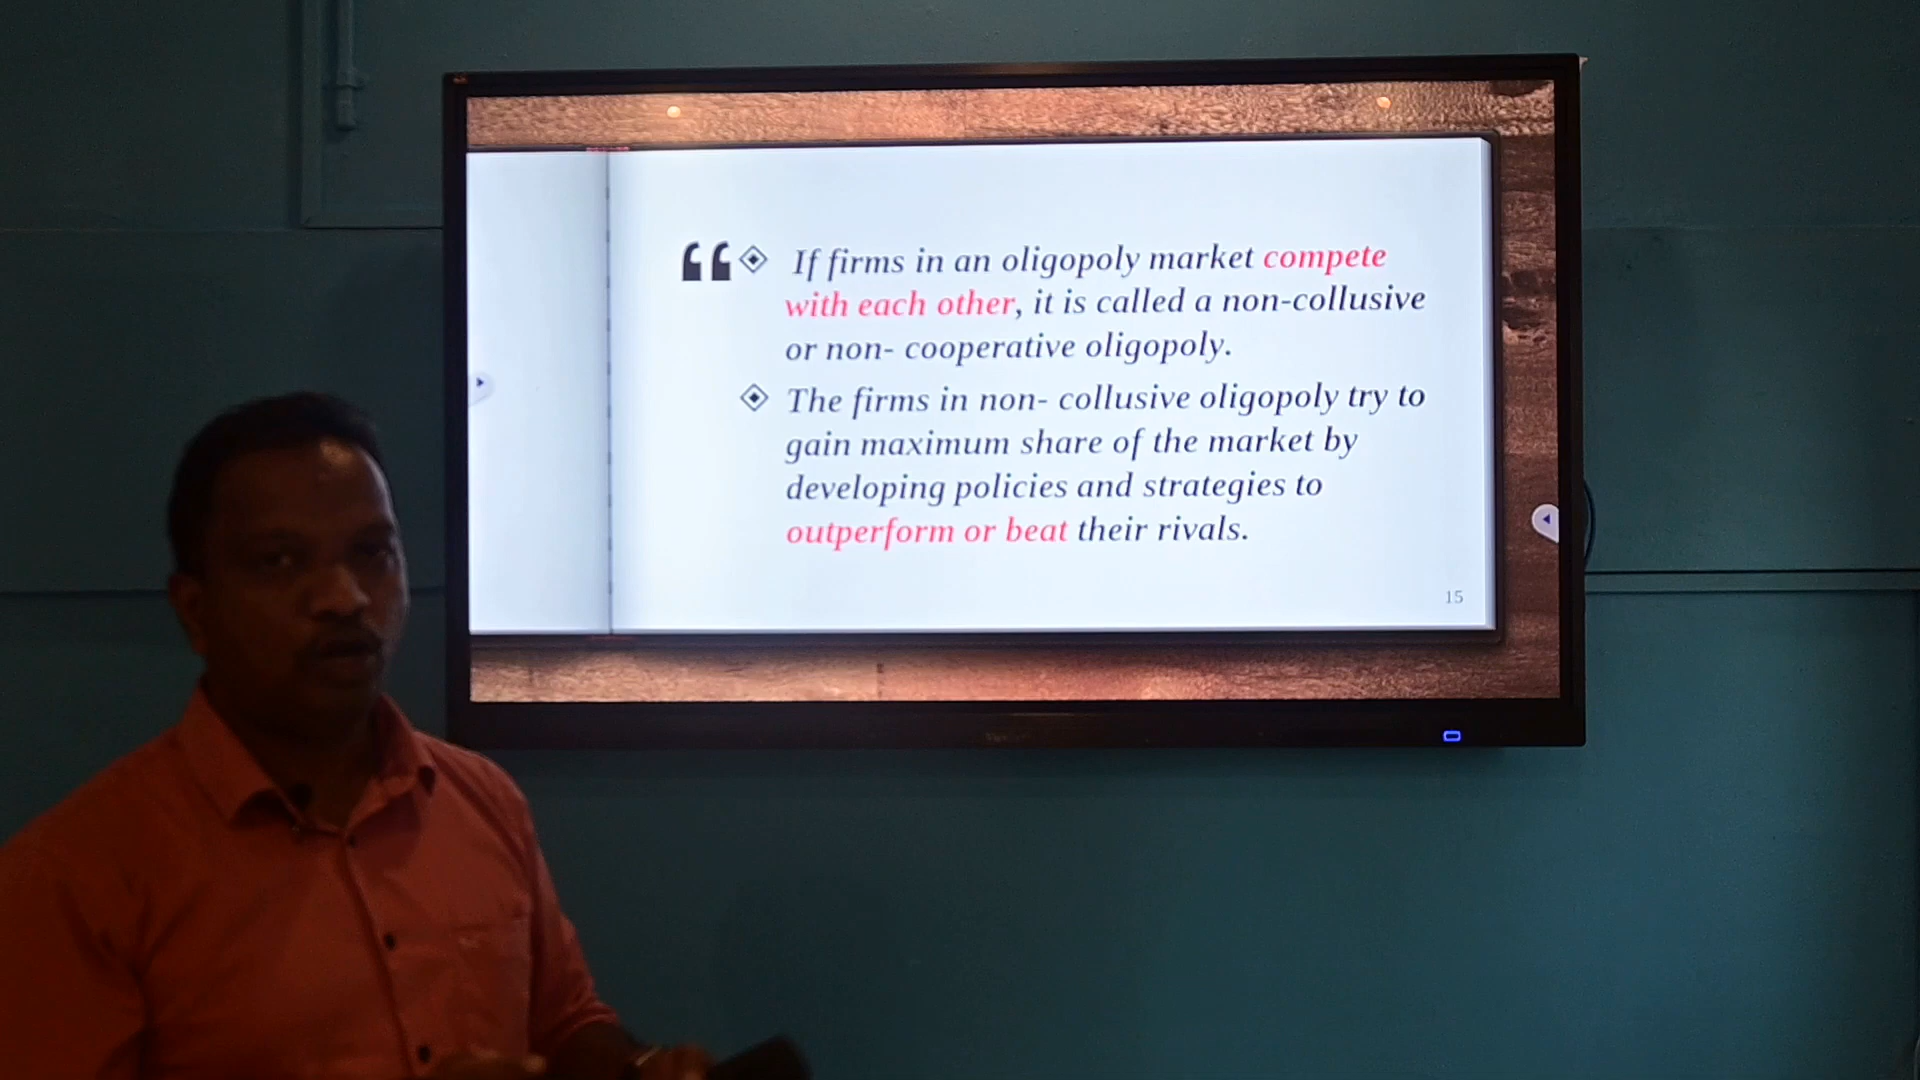 If firms in an oligopoly market compete
with each other, it is called a non-collusive
or non- cooperative oligopoly.
The firms in non- collusive oligopoly try to
gain maximum share of the market by
developing policies and strategies to
outperform or beat their rivals.
15